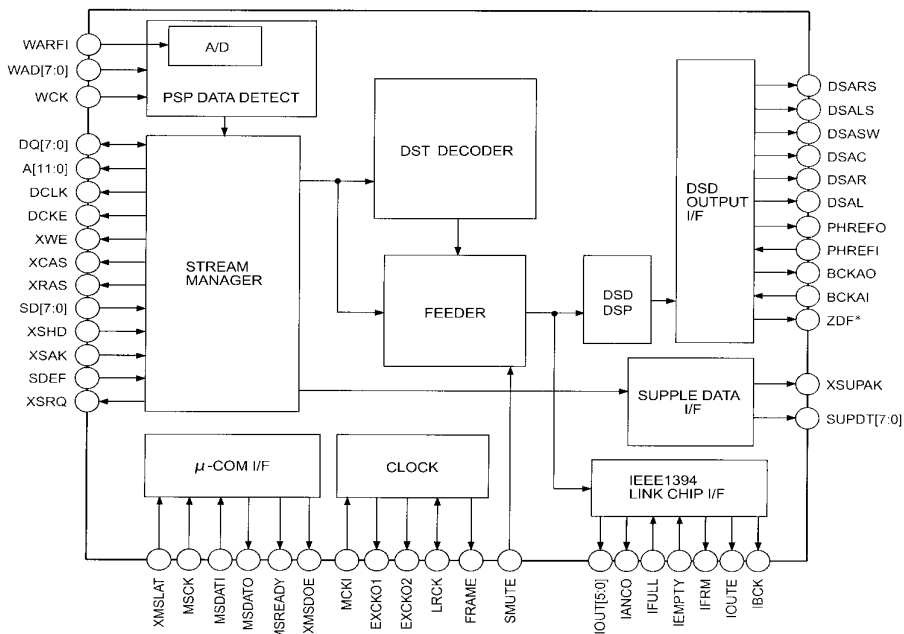 WARFI
WAD[7:0]
WCK
A/D
PSP DATA DETECT
DQ[7:0]
A[11:0]
DCLK
DCKE
XWE
XCAS
XRAS
SD[7:0]
XSHD
XSAK
SDEF
XSRQ
STREAM
MANAGER
DST DECODER
FEEDER
DSD
DSP
DSD
OUTPUT
I/F
DSARS
DSALS
DSASW
DSAC
DSAR
DSAL
PHREFO
PHREFI
BCKAO
BCKAI
ZDF*
SUPPLE DATA
I/F
XSUPAK
SUPDT[7:0]
μ-COM I/F
CLOCK
IEEE1394
LINK CHIP I/F
XMSLAT
MSCK
MSDATI
MSDATO
MSREADY
XMSDOE
MCKI
EXCKO1
EXCKO2
LRCK
FRAME
SMUTE
IOUT[5:0]
IANCO
IFULL
IEMPTY
IFRM
IOUTE
IBCK